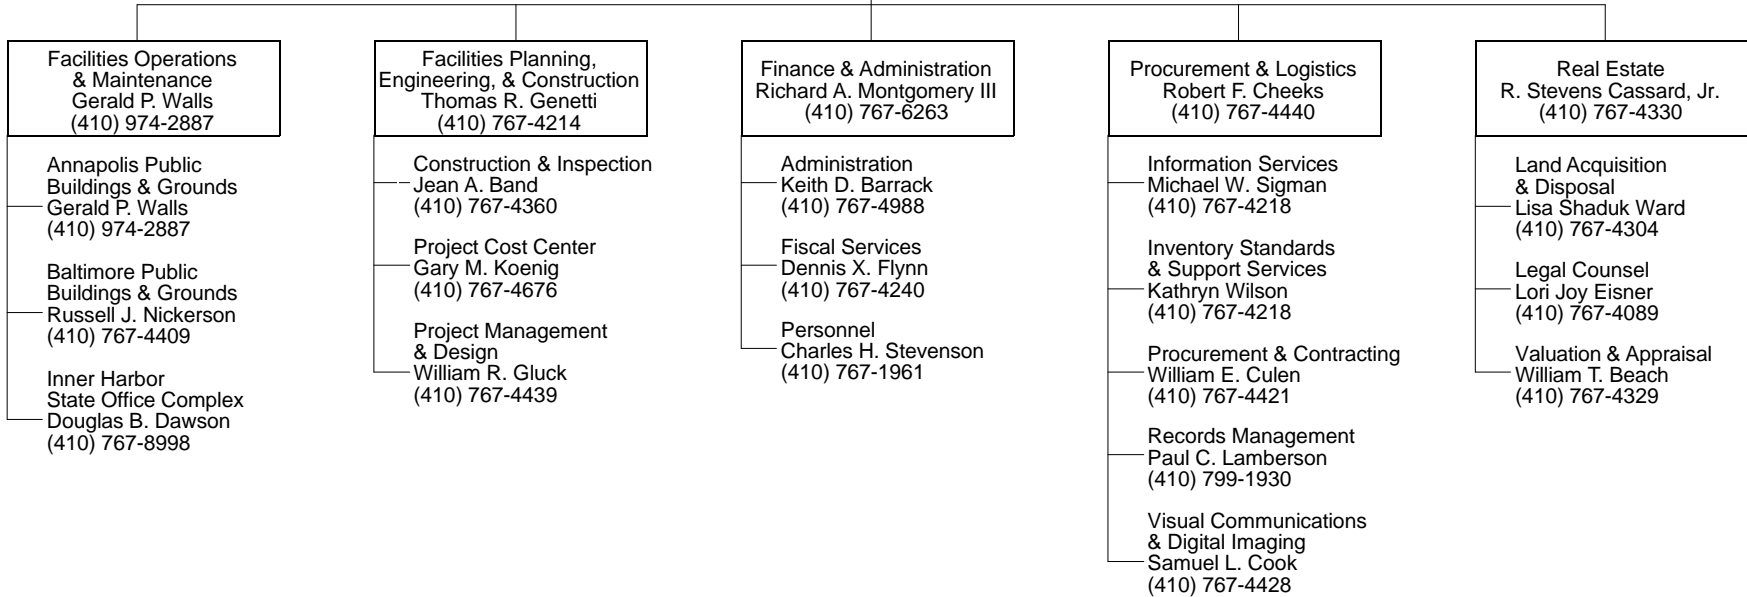 Facilities Operations
& Maintenance
Gerald P. Walls
(410) 974-2887
Annapolis Public
Buildings & Grounds
Gerald P. Walls
(410) 974-2887
Baltimore Public
Buildings & Grounds
Russell J. Nickerson
(410) 767-4409
Inner Harbor
State Office Complex
Douglas B. Dawson
(410) 767-8998
Facilities Planning,
Engineering, & Construction
Thomas R. Genetti
(410) 767-4214
Construction & Inspection
Jean A. Band
(410) 767-4360
Project Cost Center
Gary M. Koenig
(410) 767-4676
Project Management
& Design
William R. Gluck
(410) 767-4439
Finance & Administration
Richard A. Montgomery III
(410) 767-6263
Administration
Keith D. Barrack
(410) 767-4988
Fiscal Services
Dennis X. Flynn
(410) 767-4240
Personnel
Charles H. Stevenson
(410) 767-1961
Procurement & Logistics
Robert F. Cheeks
(410) 767-4440
Information Services
Michael W. Sigman
(410) 767-4218
Inventory Standards
& Support Services
Kathryn Wilson
(410) 767-4218
Procurement & Contracting
William E. Culen
(410) 767-4421
Records Management
Paul C. Lamberson
(410) 799-1930
Visual Communications
& Digital Imaging
Samuel L. Cook
(410) 767-4428
Real Estate
R. Stevens Cassard, Jr.
(410) 767-4330
Land Acquisition
& Disposal
Lisa Shaduk Ward
(410) 767-4304
Legal Counsel
Lori Joy Eisner
(410) 767-4089
Valuation & Appraisal
William T. Beach
(410) 767-4329